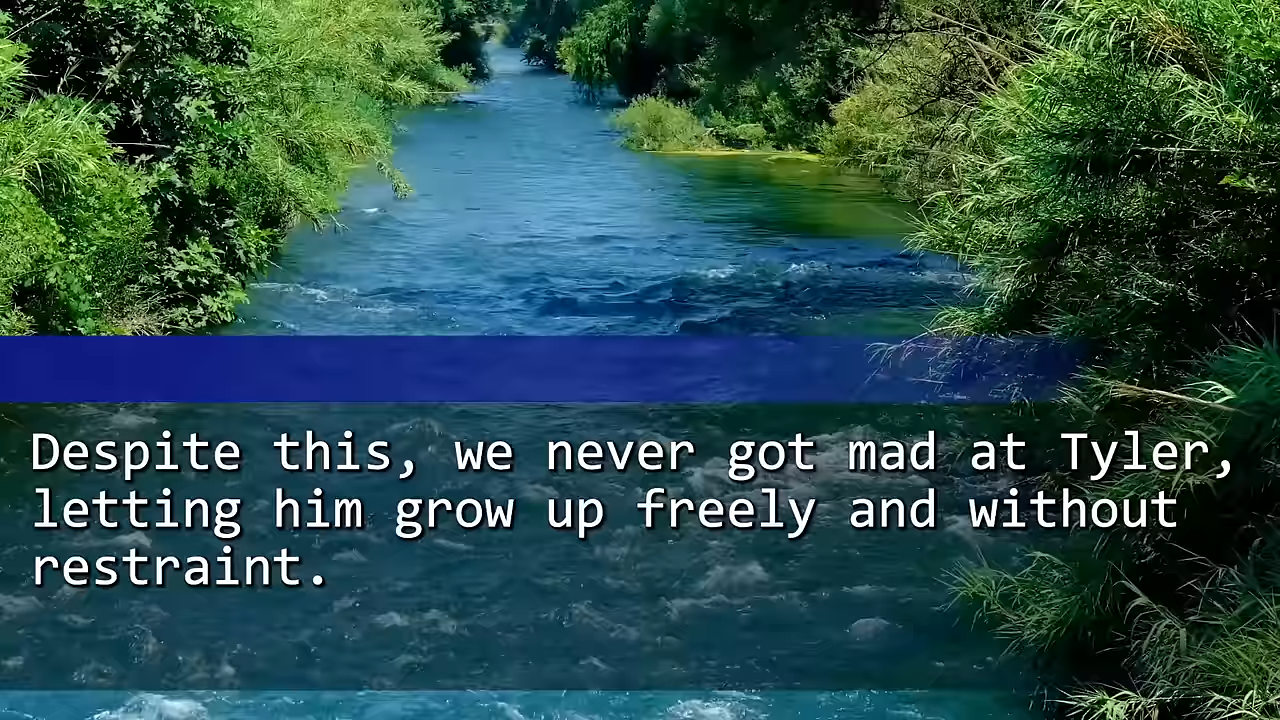 Despite this, we never got mad at Tyler,
letting him grow up freely and without
restraint.